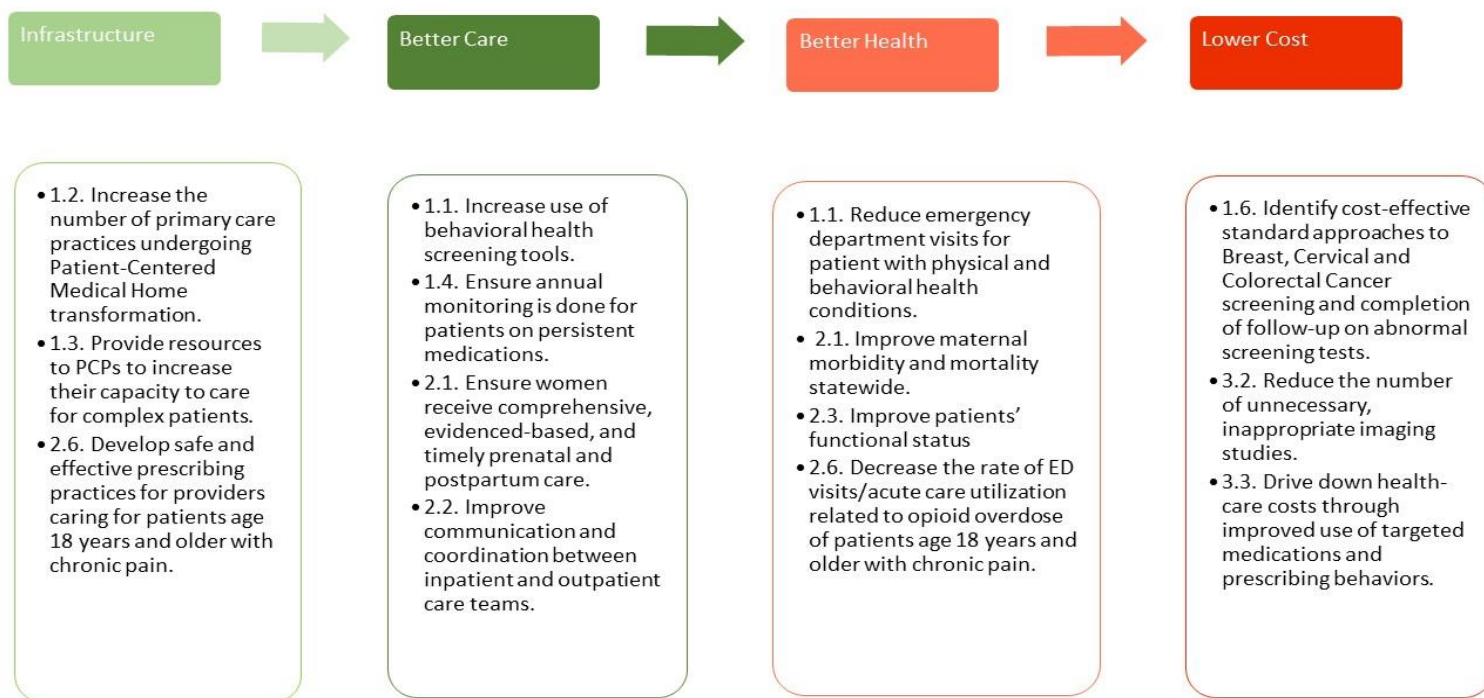 Infrastructure
Better Care
Better Health
Lower Cost
• 1.2. Increase the
number of primary care
practices undergoing
Patient-Centered
Medical Home
transformation.
• 1.3. Provide resources
to PCPs to increase
their capacity to care
for complex patients.
• 2.6. Develop safe and
effective prescribing
practices for providers
caring for patients age
18 years and older with
chronic pain.
• 1.1. Increase use of
behavioral health
screening tools.
• 1.4. Ensure annual
monitoring is done for
patients on persistent
medications.
• 2.1. Ensure women
receive comprehensive,
evidenced-based, and
timely prenatal and
postpartum care.
• 2.2. Improve
communication and
coordination between
inpatient and outpatient
care teams.
• 1.1. Reduce emergency
department visits for
patient with physical and
behavioral health
conditions.
• 2.1. Improve maternal
morbidity and mortality
statewide.
• 2.3. Improve patients’
functional status
• 2.6. Decrease the rate of ED
visits/acute care utilization
related to opioid overdose
of patients age 18 years and
older with chronic pain.
• 1.6. Identify cost-effective
standard approaches to
Breast, Cervical and
Colorectal Cancer
screening and completion
of follow-up on abnormal
screening tests.
• 3.2. Reduce the number
of unnecessary,
inappropriate imaging
studies.
• 3.3. Drive down health-
care costs through
improved use of targeted
medications and
prescribing behaviors.